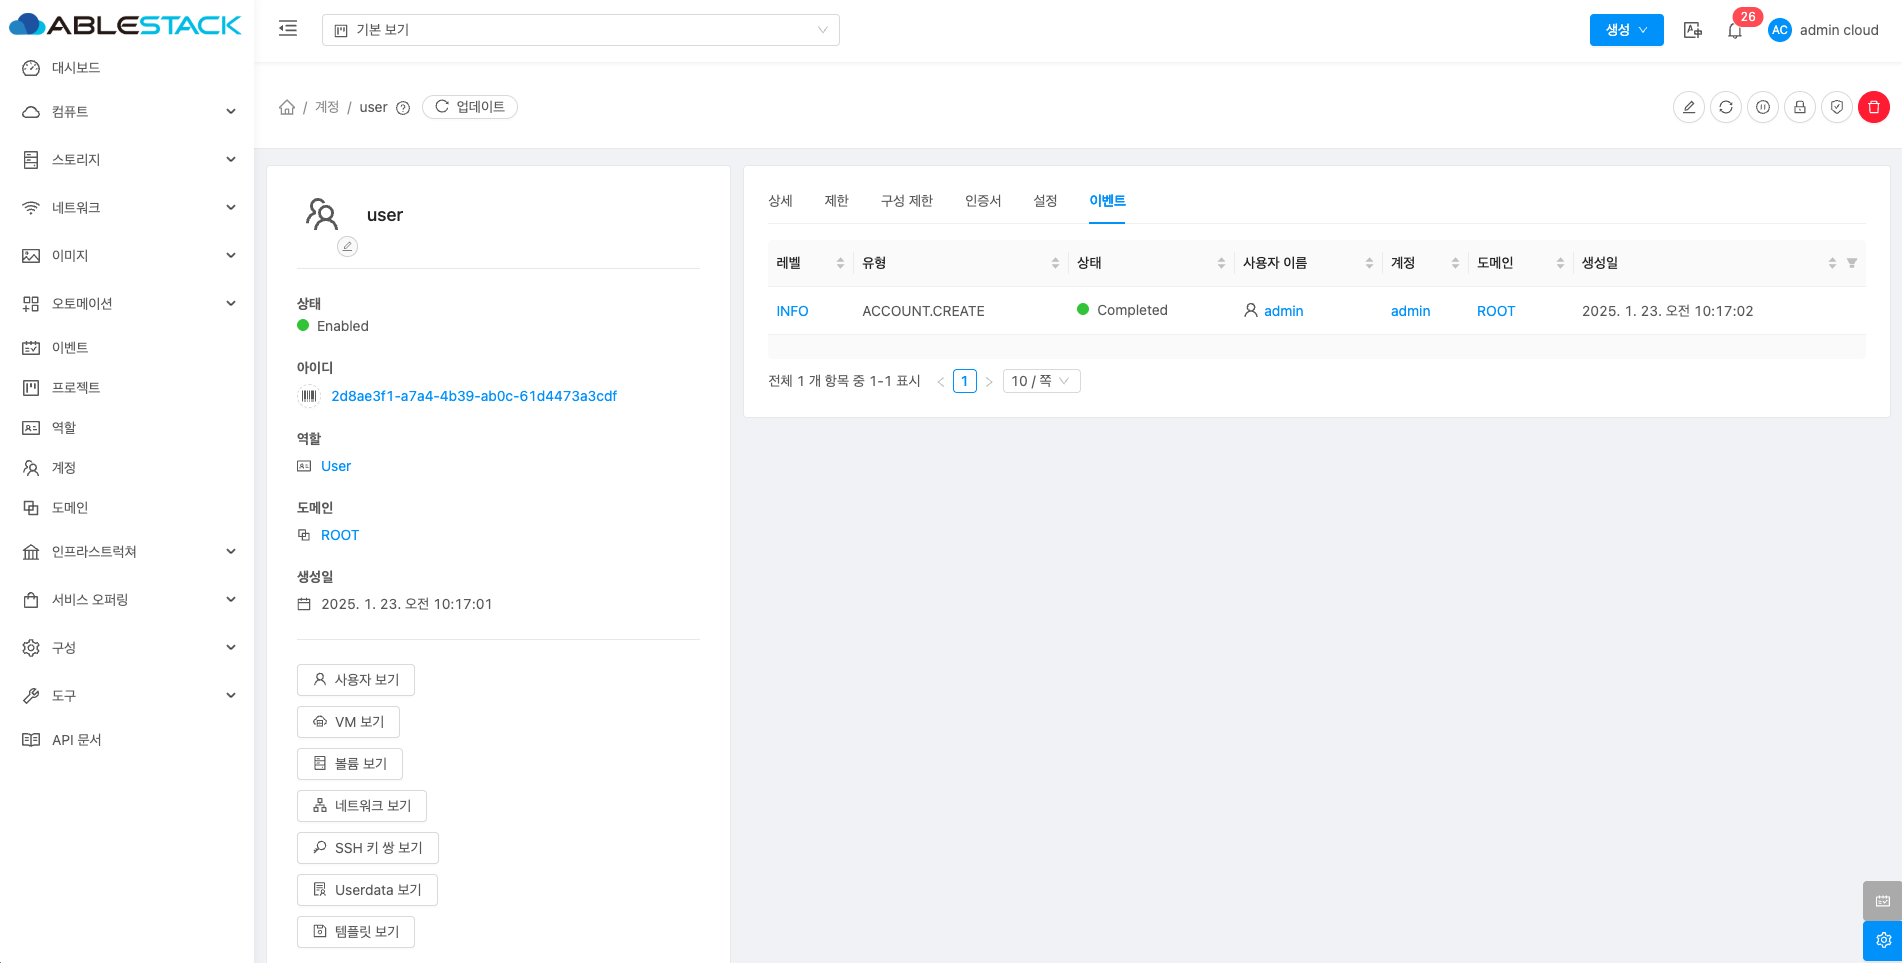 ABLESTACK
기본 보기
생성
26
AC
admin cloud
대시보드
컴퓨트
스토리지
네트워크
이미지
오토메이션
이벤트
프로젝트
역할
계정
도메인
인프라스트럭쳐
서비스 오퍼링
구성
도구
API 문서
/ 계정 / user
업데이트
user
상태
Enabled
아이디
2d8ae3f1-a7a4-4b39-ab0c-61d4473a3cdf
역할
User
도메인
ROOT
생성일
2025. 1. 23. 오전 10:17:01
사용자 보기
VM 보기
볼륨 보기
네트워크 보기
SSH 키 쌍 보기
Userdata 보기
템플릿 보기
상세 제한 구성 제한 인증서 설정 이벤트
레벨 유형 상태 사용자 이름 계정 도메인 생성일
INFO ACCOUNT.CREATE Completed admin admin ROOT 2025. 1. 23. 오전 10:17:02
전체 1 개 항목 중 1-1 표시 1 10 / 쪽